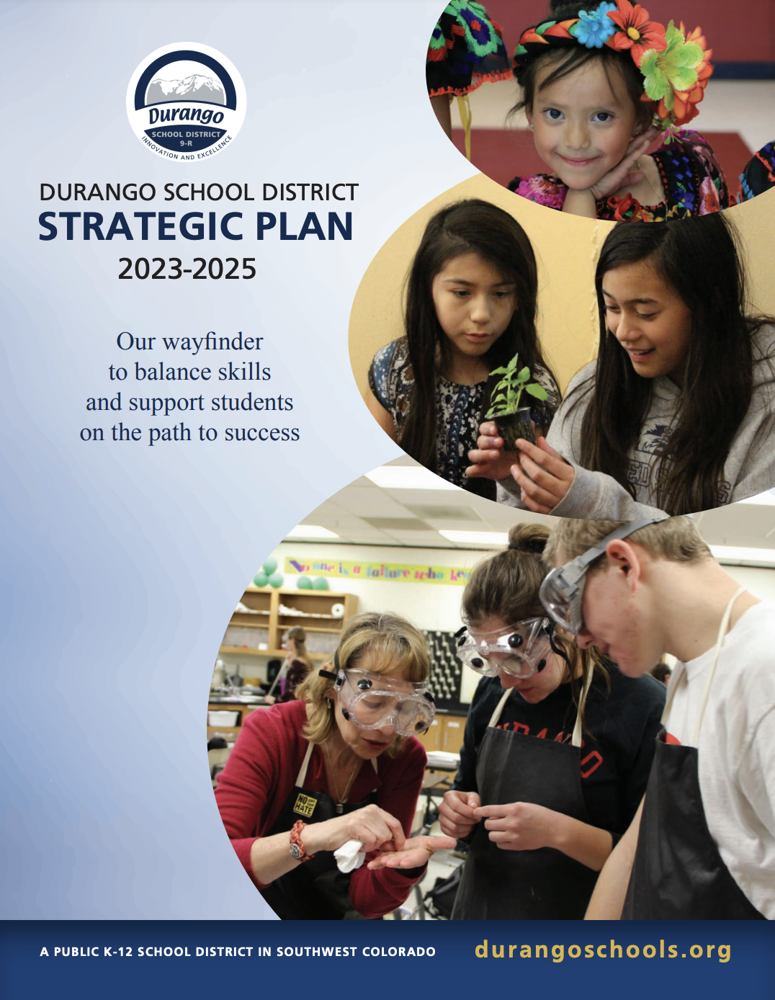 Durango
SCHOOL DISTRICT
9-R
INNOVATION AND EXCELLENCE
DURANGO SCHOOL DISTRICT
STRATEGIC PLAN
2023-2025
Our wayfinder
to balance skills
and support students
on the path to success
No one is a failure who
NO
HATE
A PUBLIC K-12 SCHOOL DISTRICT IN SOUTHWEST COLORADO
durangoschools.org